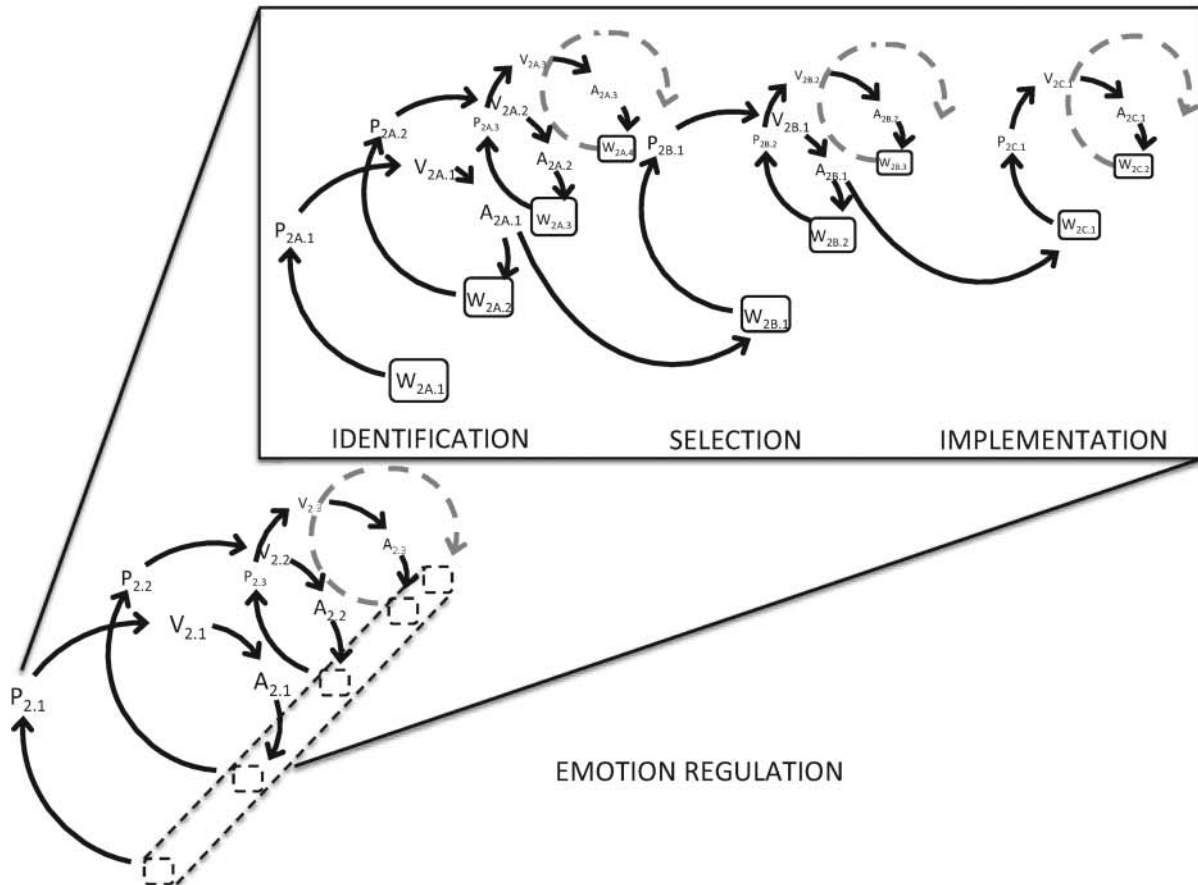 V2A.3
A2A.3
V2A.2
P2A.3
P2A.2
A2A.2
W2A.4
V2A.1
A2A.1
W2A.3
P2A.1
W2A.2
W2A.1
V2B.2
A2B.2
V2B.1
P2B.2
P2B.1
A2B.1
W2B.3
W2B.2
W2B.1
V2C.1
A2C.1
P2C.1
W2C.2
W2C.1
IDENTIFICATION SELECTION IMPLEMENTATION
V2.3
A2.3
V2.2
P2.3
P2.2
A2.2
V2.1
A2.1
P2.1
EMOTION REGULATION